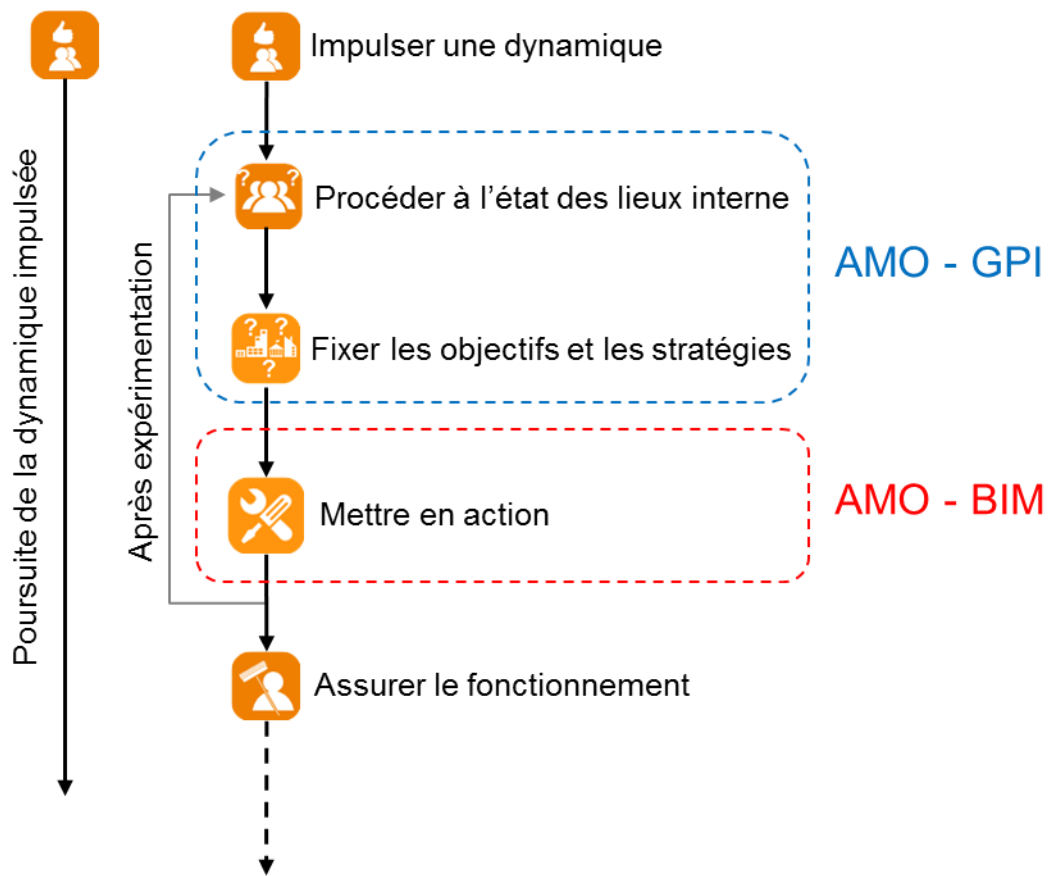 Impulser une dynamique
Procéder à l’état des lieux interne
Fixer les objectifs et les stratégies
AMO - GPI
Mettre en action
AMO - BIM
Assurer le fonctionnement
Poursuite de la dynamique impulsée
Après expérimentation